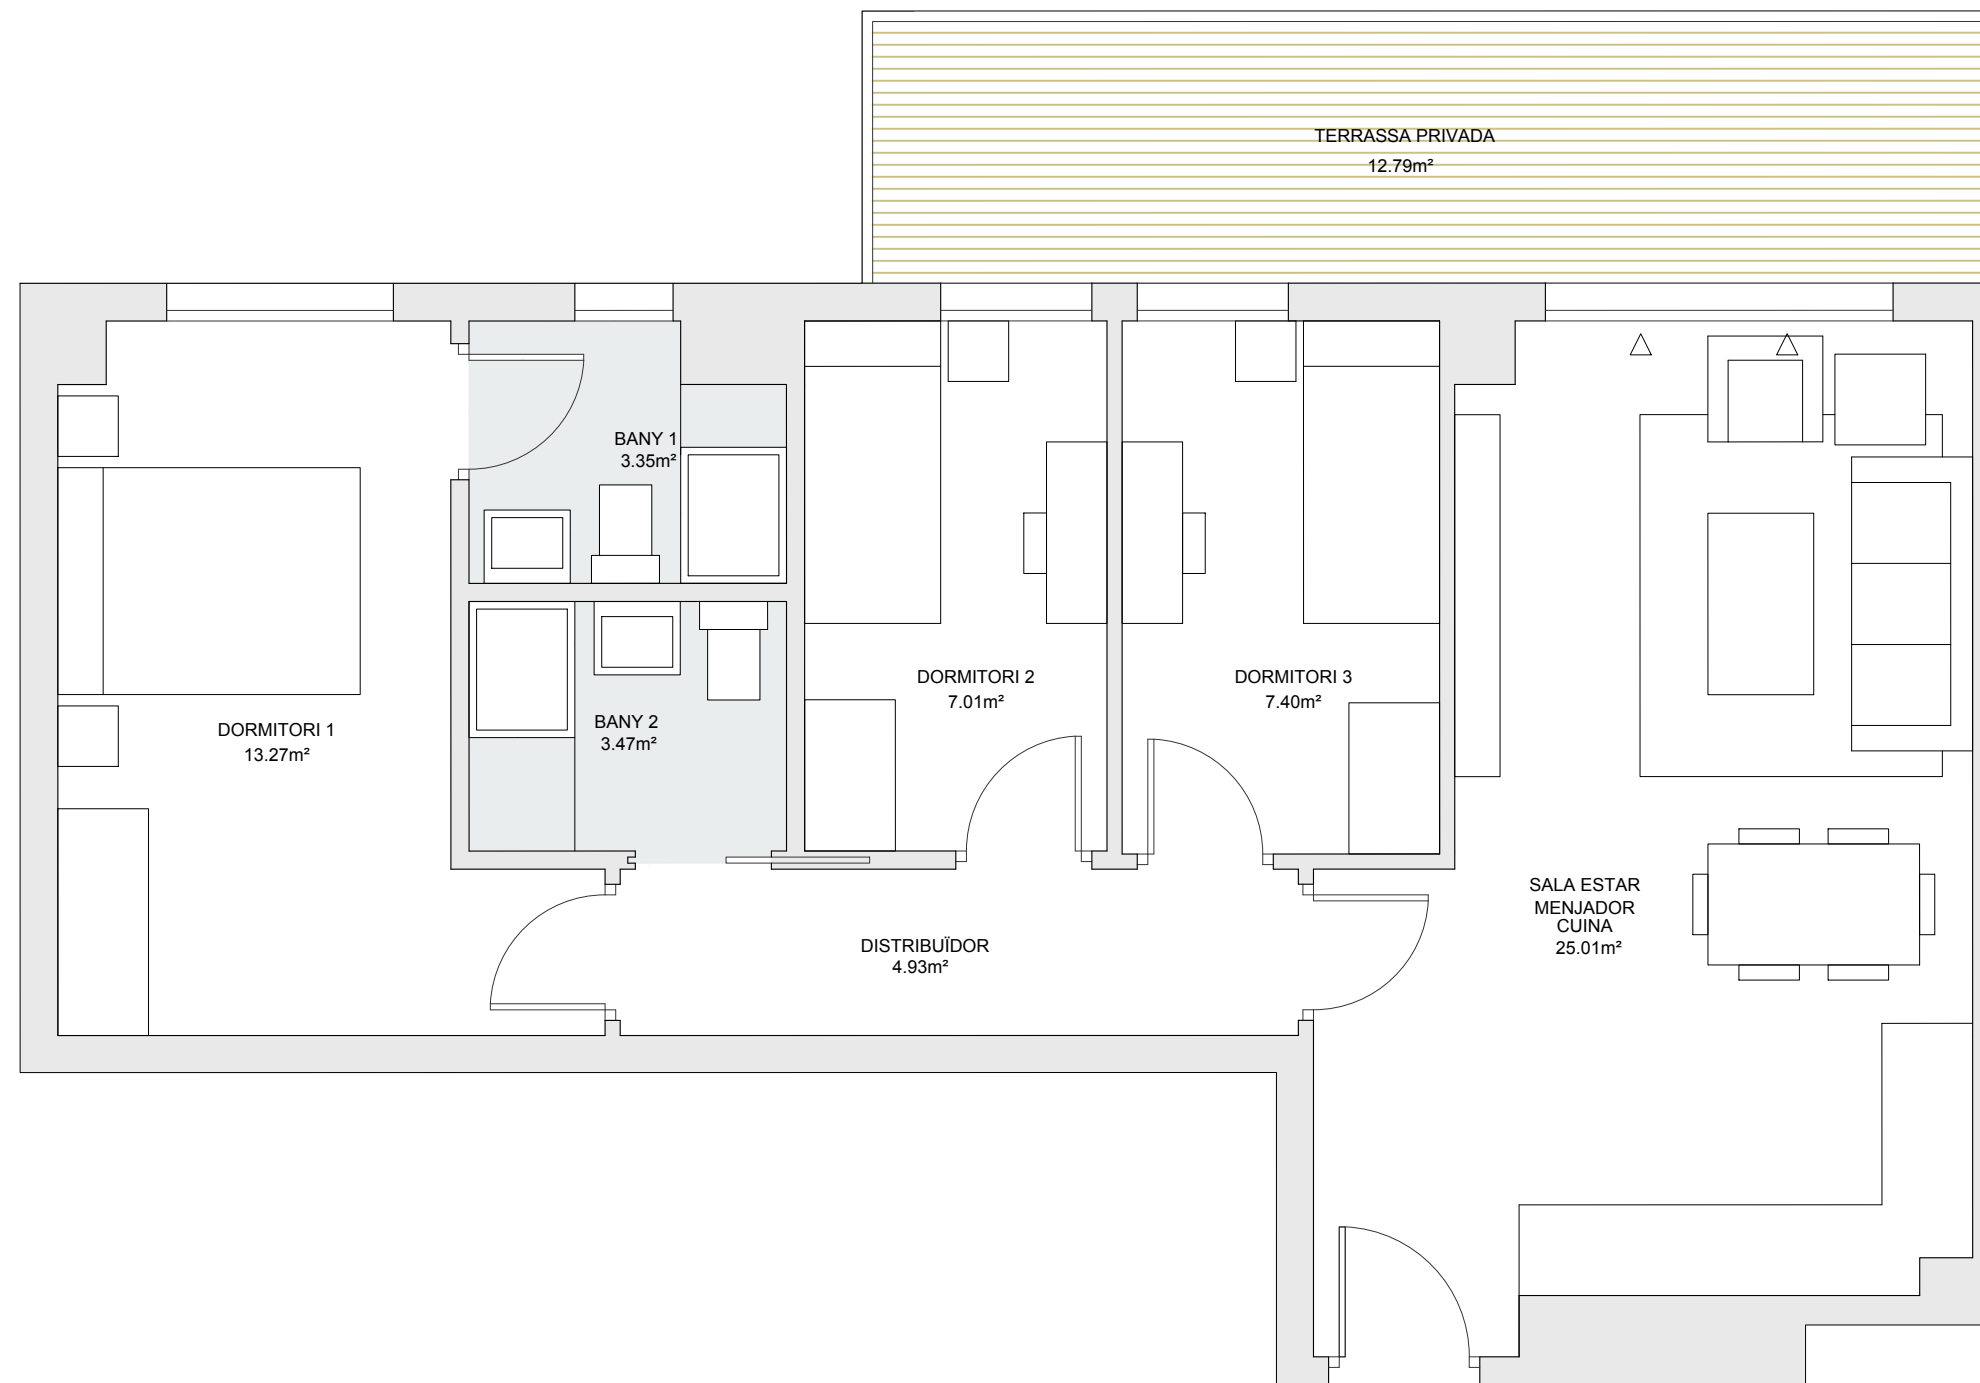 TERRASSA PRIVADA
12.79m²
BANY 1
3.35m²
DORMITORI 2
7.01m²
DORMITORI 3
7.40m²
DORMITORI 1
13.27m²
BANY 2
3.47m²
SALA ESTAR
MENJADOR
CUINA
25.01m²
DISTRIBUÏDOR
4.93m²